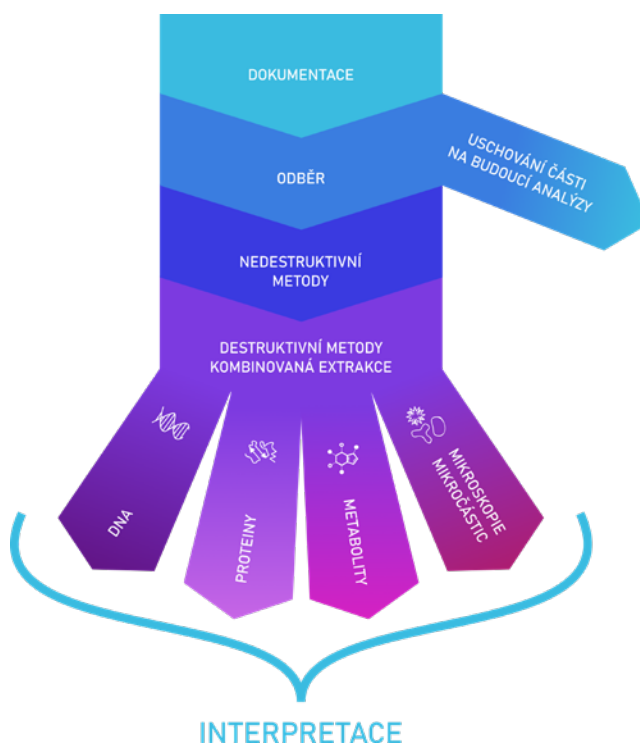 DOKUMENTACE
ODBĚR
USCHOVÁNÍ ČÁSTI
NA BUDOUCÍ ANALÝZY
NEDESTRUKTIVNÍ
METODY
DESTRUKTIVNÍ METODY
KOMBINOVANÁ EXTRAKCE
DNA
PROTEINY
METABOLITY
MIKROSKOPIE
MIKROČÁSTIC
INTERPRETACE